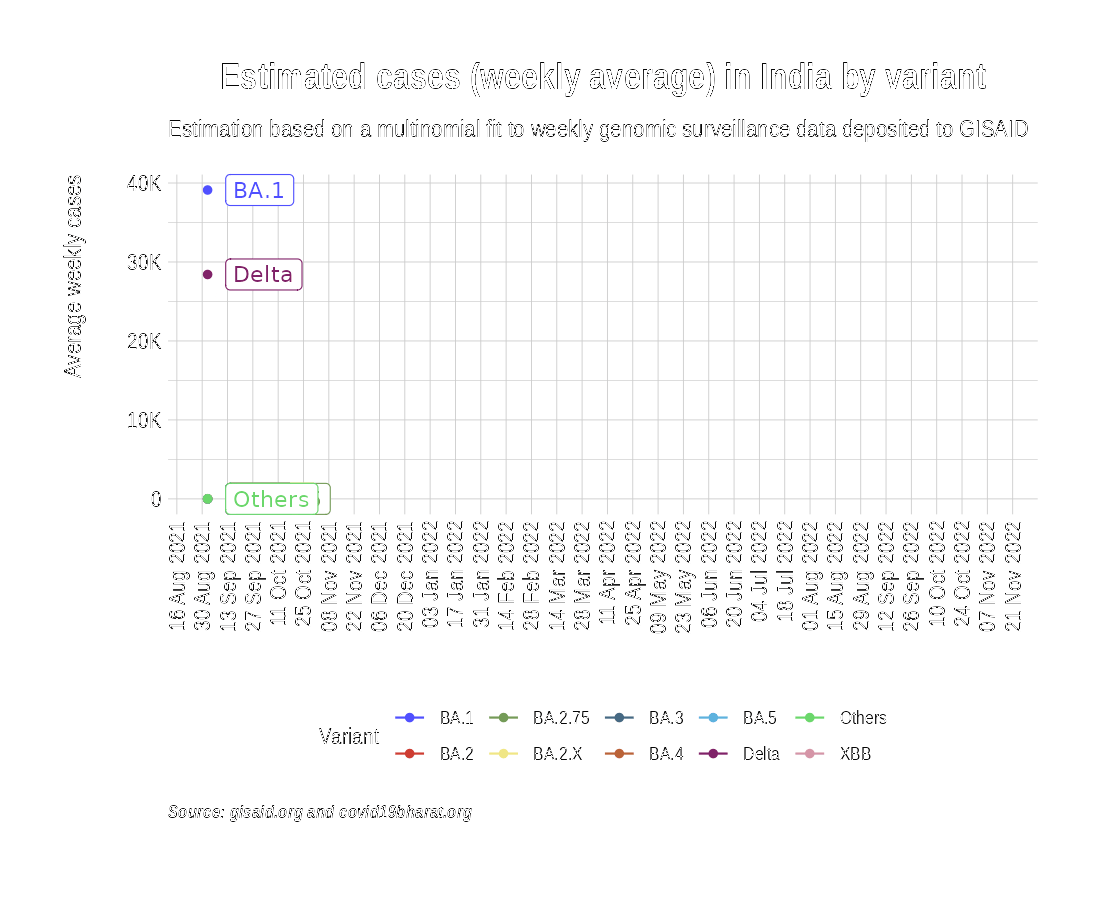 Estimated cases (weekly average) in India by variant
Estimation based on a multinomial fit to weekly genomic surveillance data deposited to GISAID
Average weekly cases
40K
30K
20K
10K
0
BA.1
Delta
Others
16 Aug 2021
30 Aug 2021
13 Sep 2021
27 Sep 2021
11 Oct 2021
25 Oct 2021
08 Nov 2021
22 Nov 2021
06 Dec 2021
20 Dec 2021
03 Jan 2022
17 Jan 2022
31 Jan 2022
14 Feb 2022
28 Feb 2022
14 Mar 2022
28 Mar 2022
11 Apr 2022
25 Apr 2022
09 May 2022
23 May 2022
06 Jun 2022
20 Jun 2022
04 Jul 2022
18 Jul 2022
01 Aug 2022
15 Aug 2022
29 Aug 2022
12 Sep 2022
26 Sep 2022
10 Oct 2022
24 Oct 2022
07 Nov 2022
21 Nov 2022
Variant
BA.1 BA.2.75 BA.3 BA.5 Others
BA.2 BA.2.X BA.4 Delta XBB
Source: gisaid.org and covid19bharat.org